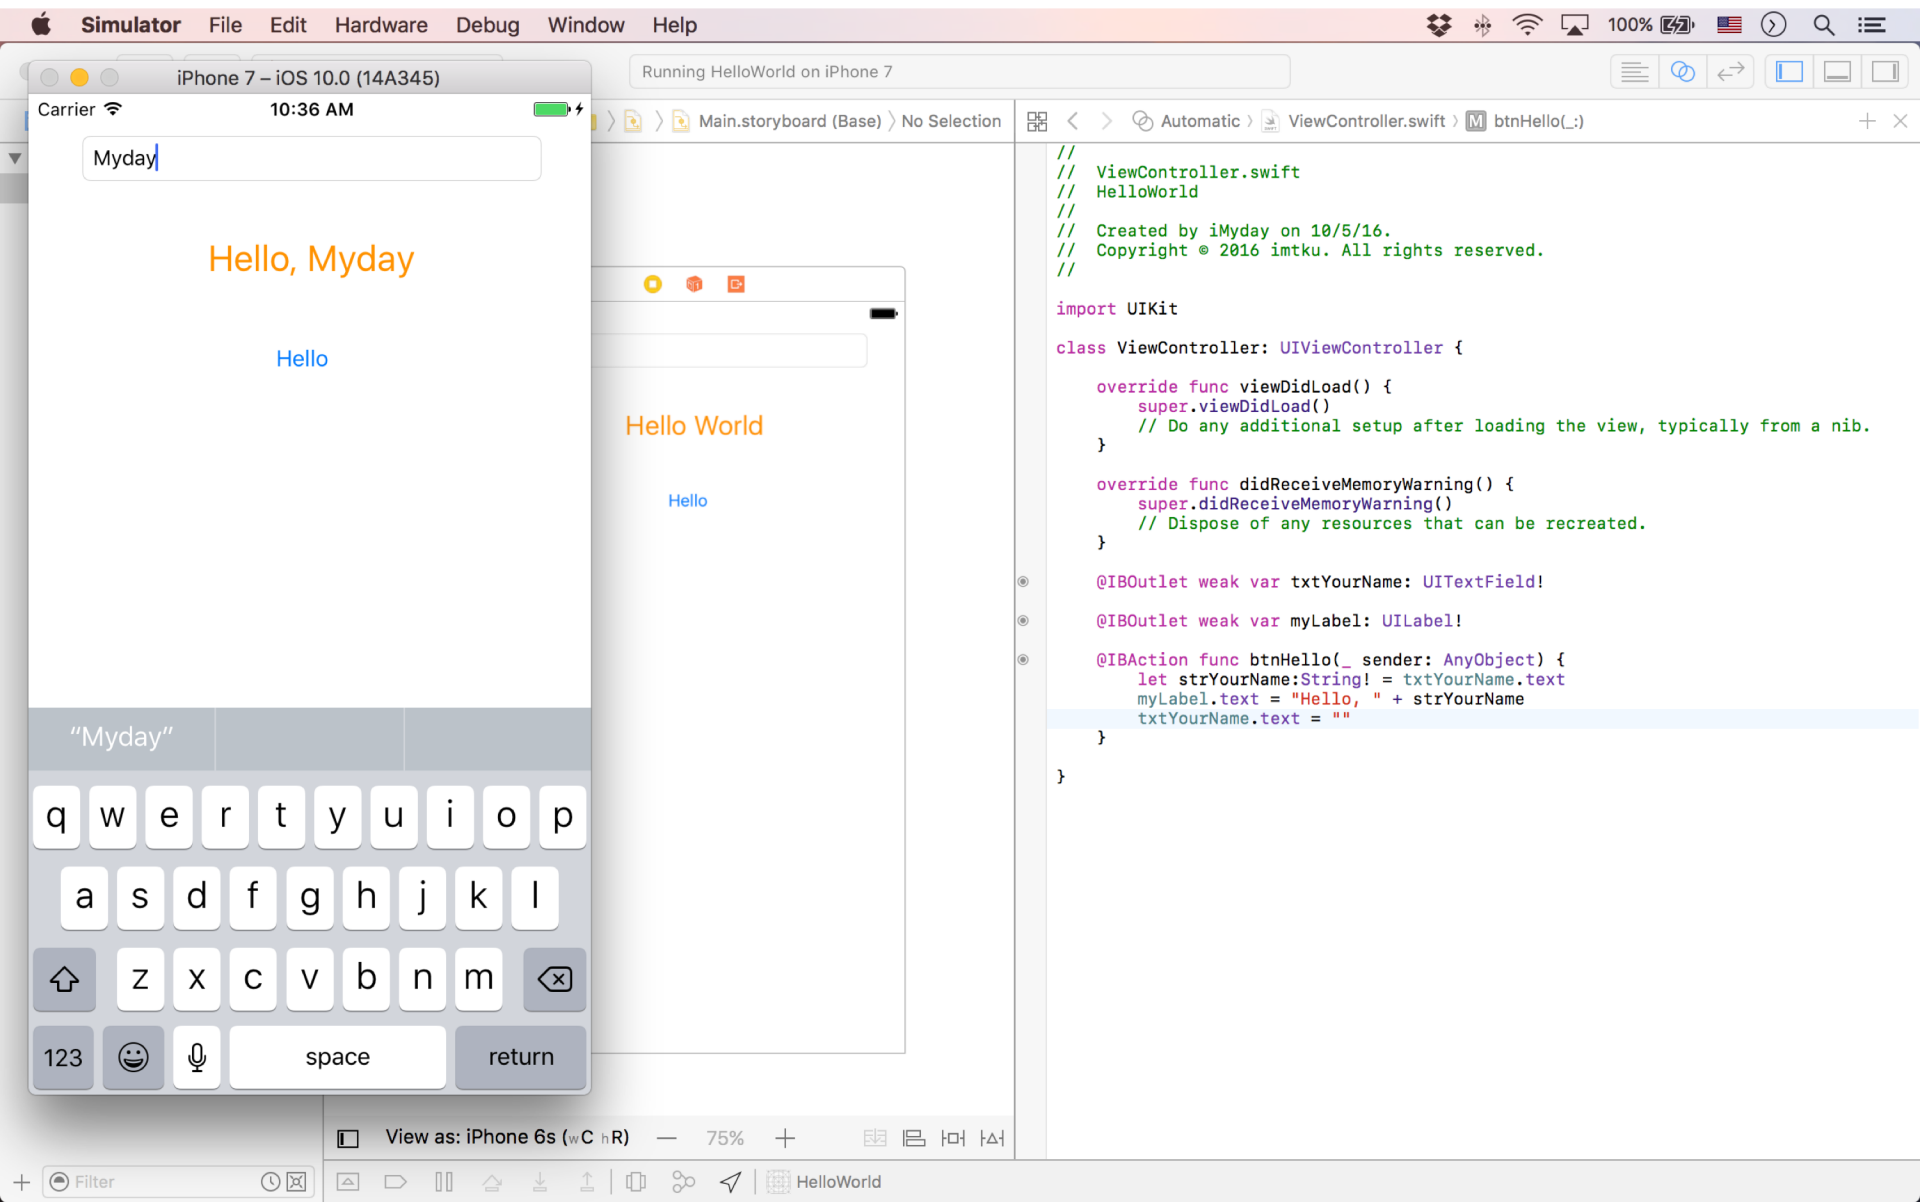 Simulator File Edit Hardware Debug Window Help 100%
iPhone 7 – iOS 10.0 (14A345)
Running HelloWorld on iPhone 7
Carrier 10:36 AM
Main.storyboard (Base) No Selection
Automatic ViewController.swift M btnHello(_:)
Myday
Hello, Myday
Hello
“Myday”
q w e r t y u i o p
a s d f g h j k l
z x c v b n m
123 space return
Hello World
Hello
//
//  ViewController.swift
//  HelloWorld
//
//  Created by iMyday on 10/5/16.
//  Copyright © 2016 imtku. All rights reserved.
//
import UIKit
class ViewController: UIViewController {
    override func viewDidLoad() {
        super.viewDidLoad()
        // Do any additional setup after loading the view, typically from a nib.
    }
    override func didReceiveMemoryWarning() {
        super.didReceiveMemoryWarning()
        // Dispose of any resources that can be recreated.
    }
    @IBOutlet weak var txtYourName: UITextField!
    @IBOutlet weak var myLabel: UILabel!
    @IBAction func btnHello(_ sender: AnyObject) {
        let strYourName:String! = txtYourName.text
        myLabel.text = "Hello, " + strYourName
        txtYourName.text = ""
    }
}
View as: iPhone 6s (wC hR) — 75% +
Filter
HelloWorld